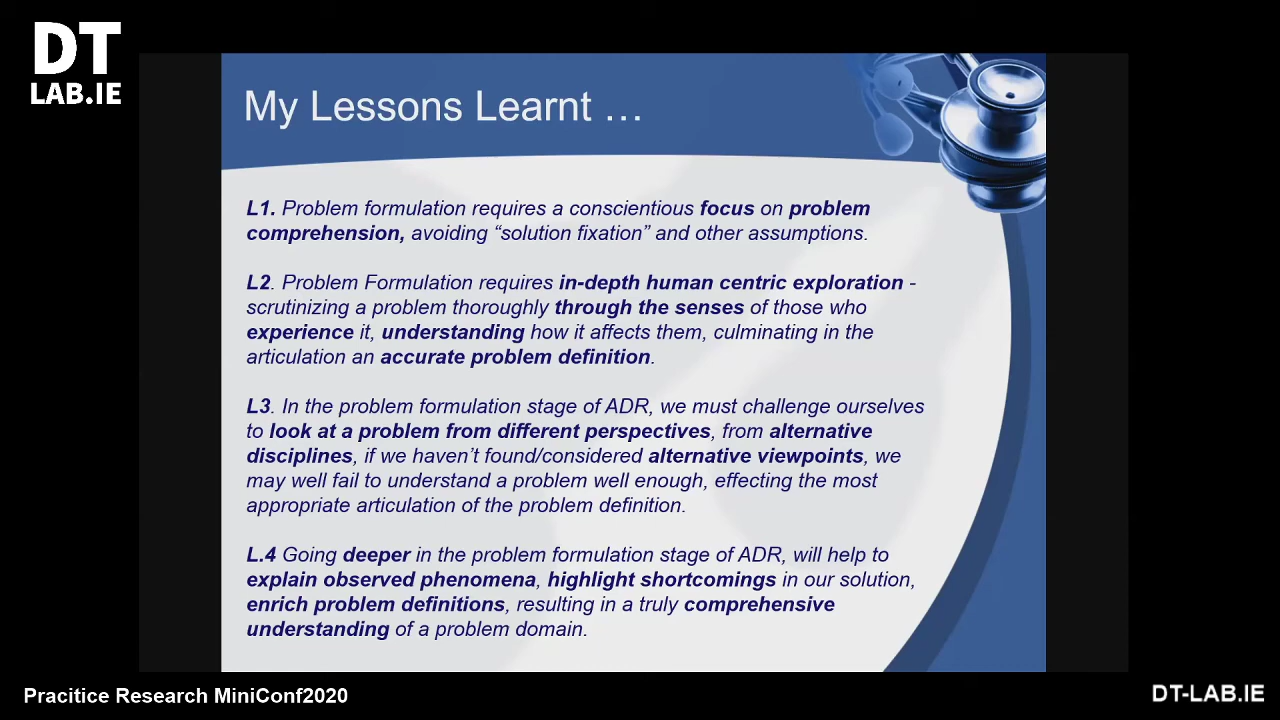 DT
LAB.IE
My Lessons Learnt …
L1. Problem formulation requires a conscientious focus on problem
comprehension, avoiding “solution fixation” and other assumptions.
L2. Problem Formulation requires in-depth human centric exploration -
scrutinizing a problem thoroughly through the senses of those who
experience it, understanding how it affects them, culminating in the
articulation an accurate problem definition.
L3. In the problem formulation stage of ADR, we must challenge ourselves
to look at a problem from different perspectives, from alternative
disciplines, if we haven’t found/considered alternative viewpoints, we
may well fail to understand a problem well enough, effecting the most
appropriate articulation of the problem definition.
L.4 Going deeper in the problem formulation stage of ADR, will help to
explain observed phenomena, highlight shortcomings in our solution,
enrich problem definitions, resulting in a truly comprehensive
understanding of a problem domain.
Pracitice Research MiniConf2020
DT-LAB.IE